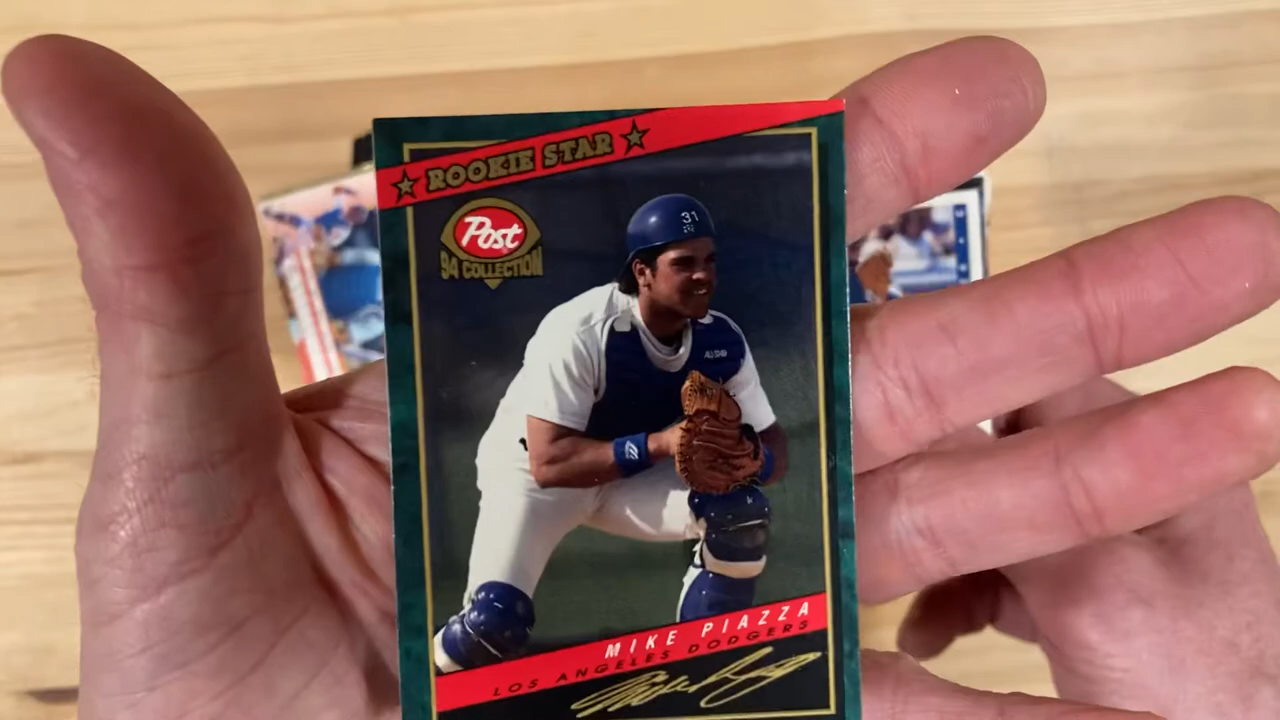 ROOKIE STAR
Post
94 COLLECTION
31
MIKE PIAZZA
LOS ANGELES DODGERS